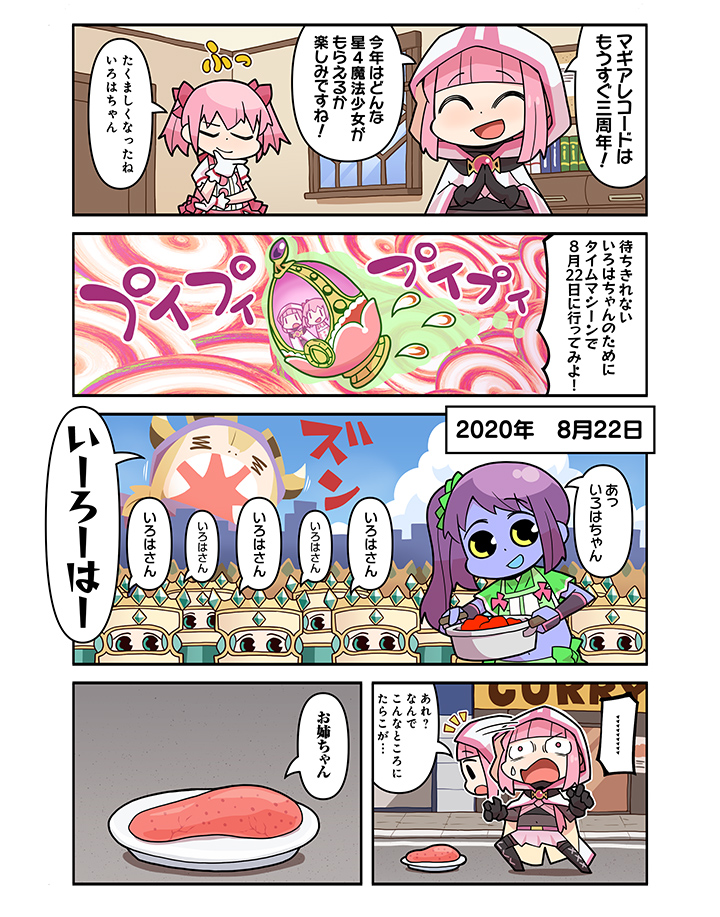 マギアレコードは
もうすぐ三周年！
今年はどんな
星４魔法少女が
もらえるか
楽しみですね！
ふっ
たくましくなったね
いろはちゃん
待ちきれない
いろはちゃんのために
タイムマシーンで
８月22日に行ってみよ！
プイプイ
プイプイ
2020年　8月22日
あっ
いろはちゃん
ズン
いろはさん
いろはさん
いろはさん
いろはさん
いろはさん
いーろーはー
CURRY
………
あれ？
なんで
こんなところに
たらこが…
お姉ちゃん